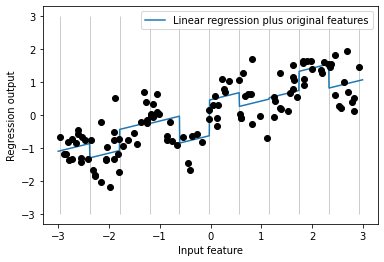 Linear regression plus original features
3
2
1
0
−1
−2
−3
Regression output
−3 −2 −1 0 1 2 3
Input feature